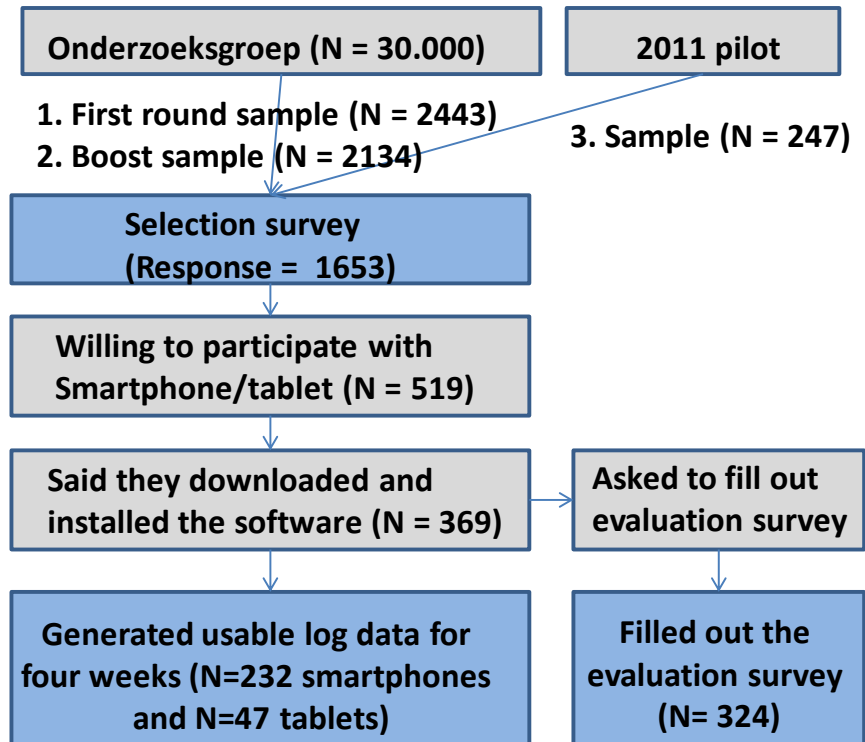 Onderzoeksgroep (N = 30.000)
2011 pilot
1. First round sample (N = 2443)
2. Boost sample (N = 2134)
3. Sample (N = 247)
Selection survey
(Response = 1653)
Willing to participate with
Smartphone/tablet (N = 519)
Said they downloaded and
installed the software (N = 369)
Asked to fill out
evaluation survey
Generated usable log data for
four weeks (N=232 smartphones
and N=47 tablets)
Filled out the
evaluation survey
(N= 324)